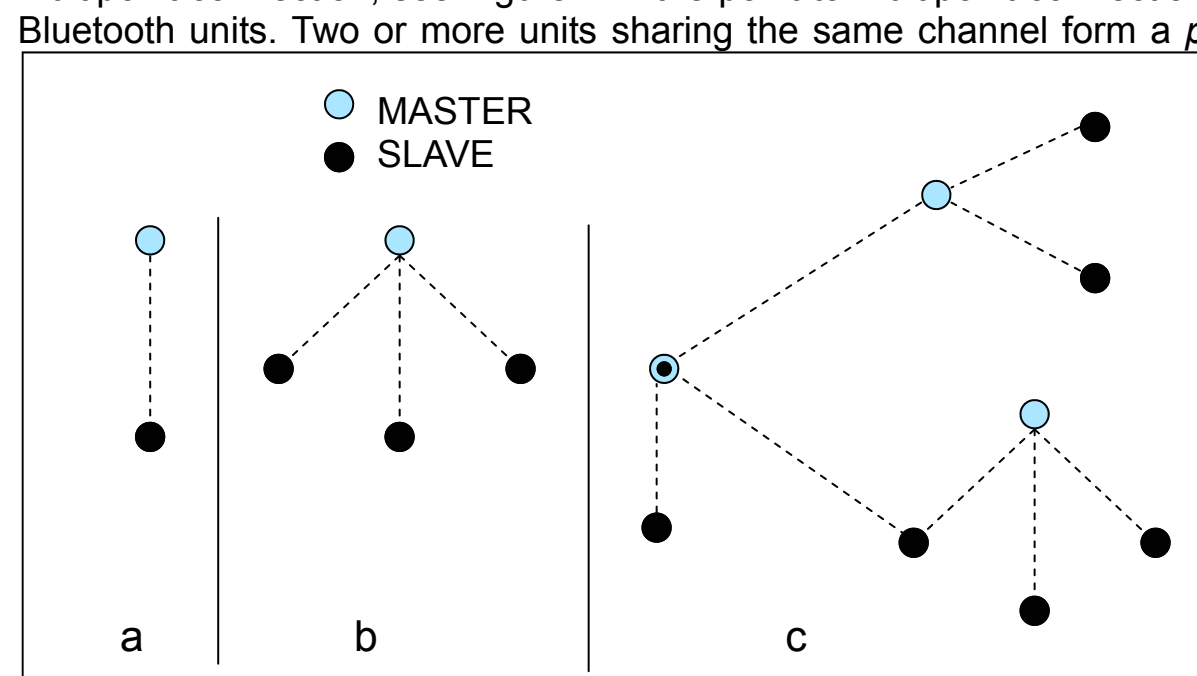 Bluetooth units. Two or more units sharing the same channel form a
MASTER
SLAVE
a
b
c